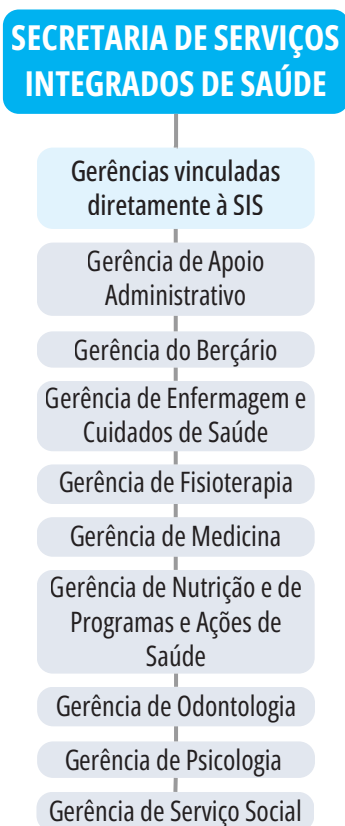 SECRETARIA DE SERVIÇOS
INTEGRADOS DE SAÚDE
Gerências vinculadas
diretamente à SIS
Gerência de Apoio
Administrativo
Gerência do Berçário
Gerência de Enfermagem e
Cuidados de Saúde
Gerência de Fisioterapia
Gerência de Medicina
Gerência de Nutrição e de
Programas e Ações de
Saúde
Gerência de Odontologia
Gerência de Psicologia
Gerência de Serviço Social